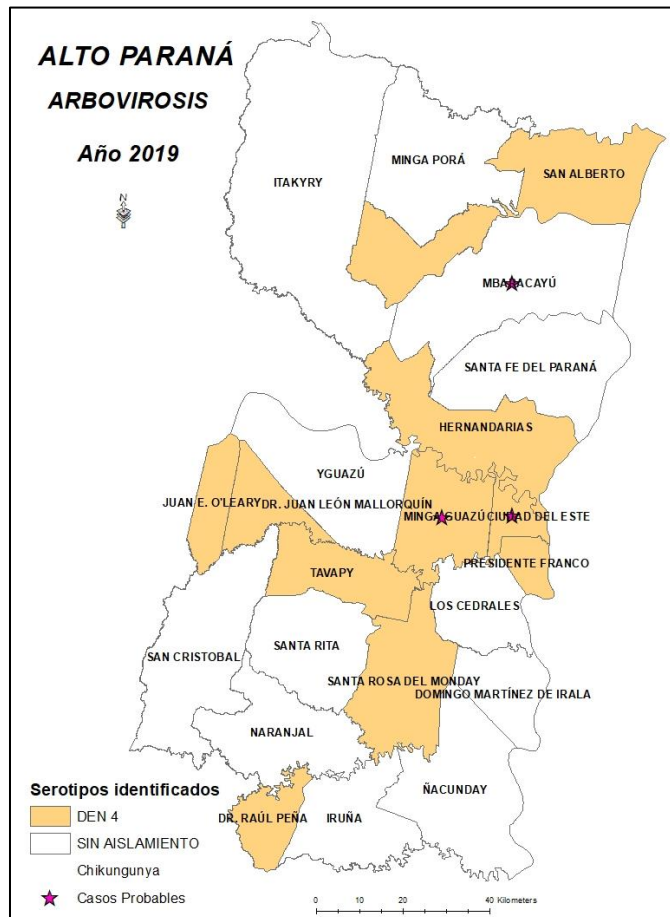 ALTO PARANÁ
ARBOVIROSIS
Año 2019
N
ITAKYRY
MINGA PORÁ
SAN ALBERTO
MBARACAYÚ
SANTA FE DEL PARANÁ
HERNANDARIAS
YGUAZÚ
JUAN E. O'LEARY
DR. JUAN LEÓN MALLORQUÍN
MINGA GUAZÚ
CIUDAD DEL ESTE
PRESIDENTE FRANCO
TAVAPY
LOS CEDRALES
SAN CRISTOBAL
SANTA RITA
SANTA ROSA DEL MONDAY
DOMINGO MARTÍNEZ DE IRALA
NARANJAL
ÑACUNDAY
DR. RAÚL PEÑA
IRUÑA
Serotipos identificados
DEN 4
SIN AISLAMIENTO
Chikungunya
Casos Probables
0 10 20 40 Kilometers